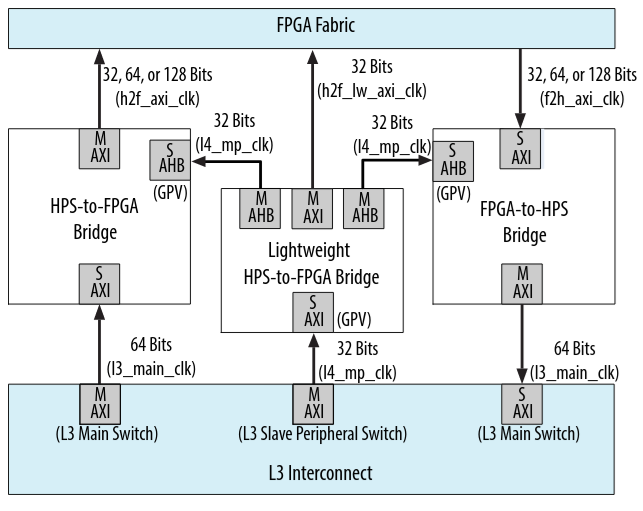 FPGA Fabric
32, 64, or 128 Bits
(h2f_axi_clk)
32 Bits
(h2f_lw_axi_clk)
32, 64, or 128 Bits
(f2h_axi_clk)
M
AXI
S
AHB
(GPV)
32 Bits
(l4_mp_clk)
32 Bits
(l4_mp_clk)
S
AHB
(GPV)
S
AXI
HPS-to-FPGA
Bridge
M
AHB
M
AXI
M
AHB
FPGA-to-HPS
Bridge
Lightweight
HPS-to-FPGA Bridge
S
AXI
S
AXI
(GPV)
M
AXI
64 Bits
(l3_main_clk)
32 Bits
(l4_mp_clk)
64 Bits
(l3_main_clk)
M
AXI
(L3 Main Switch)
M
AXI
(L3 Slave Peripheral Switch)
S
AXI
(L3 Main Switch)
L3 Interconnect